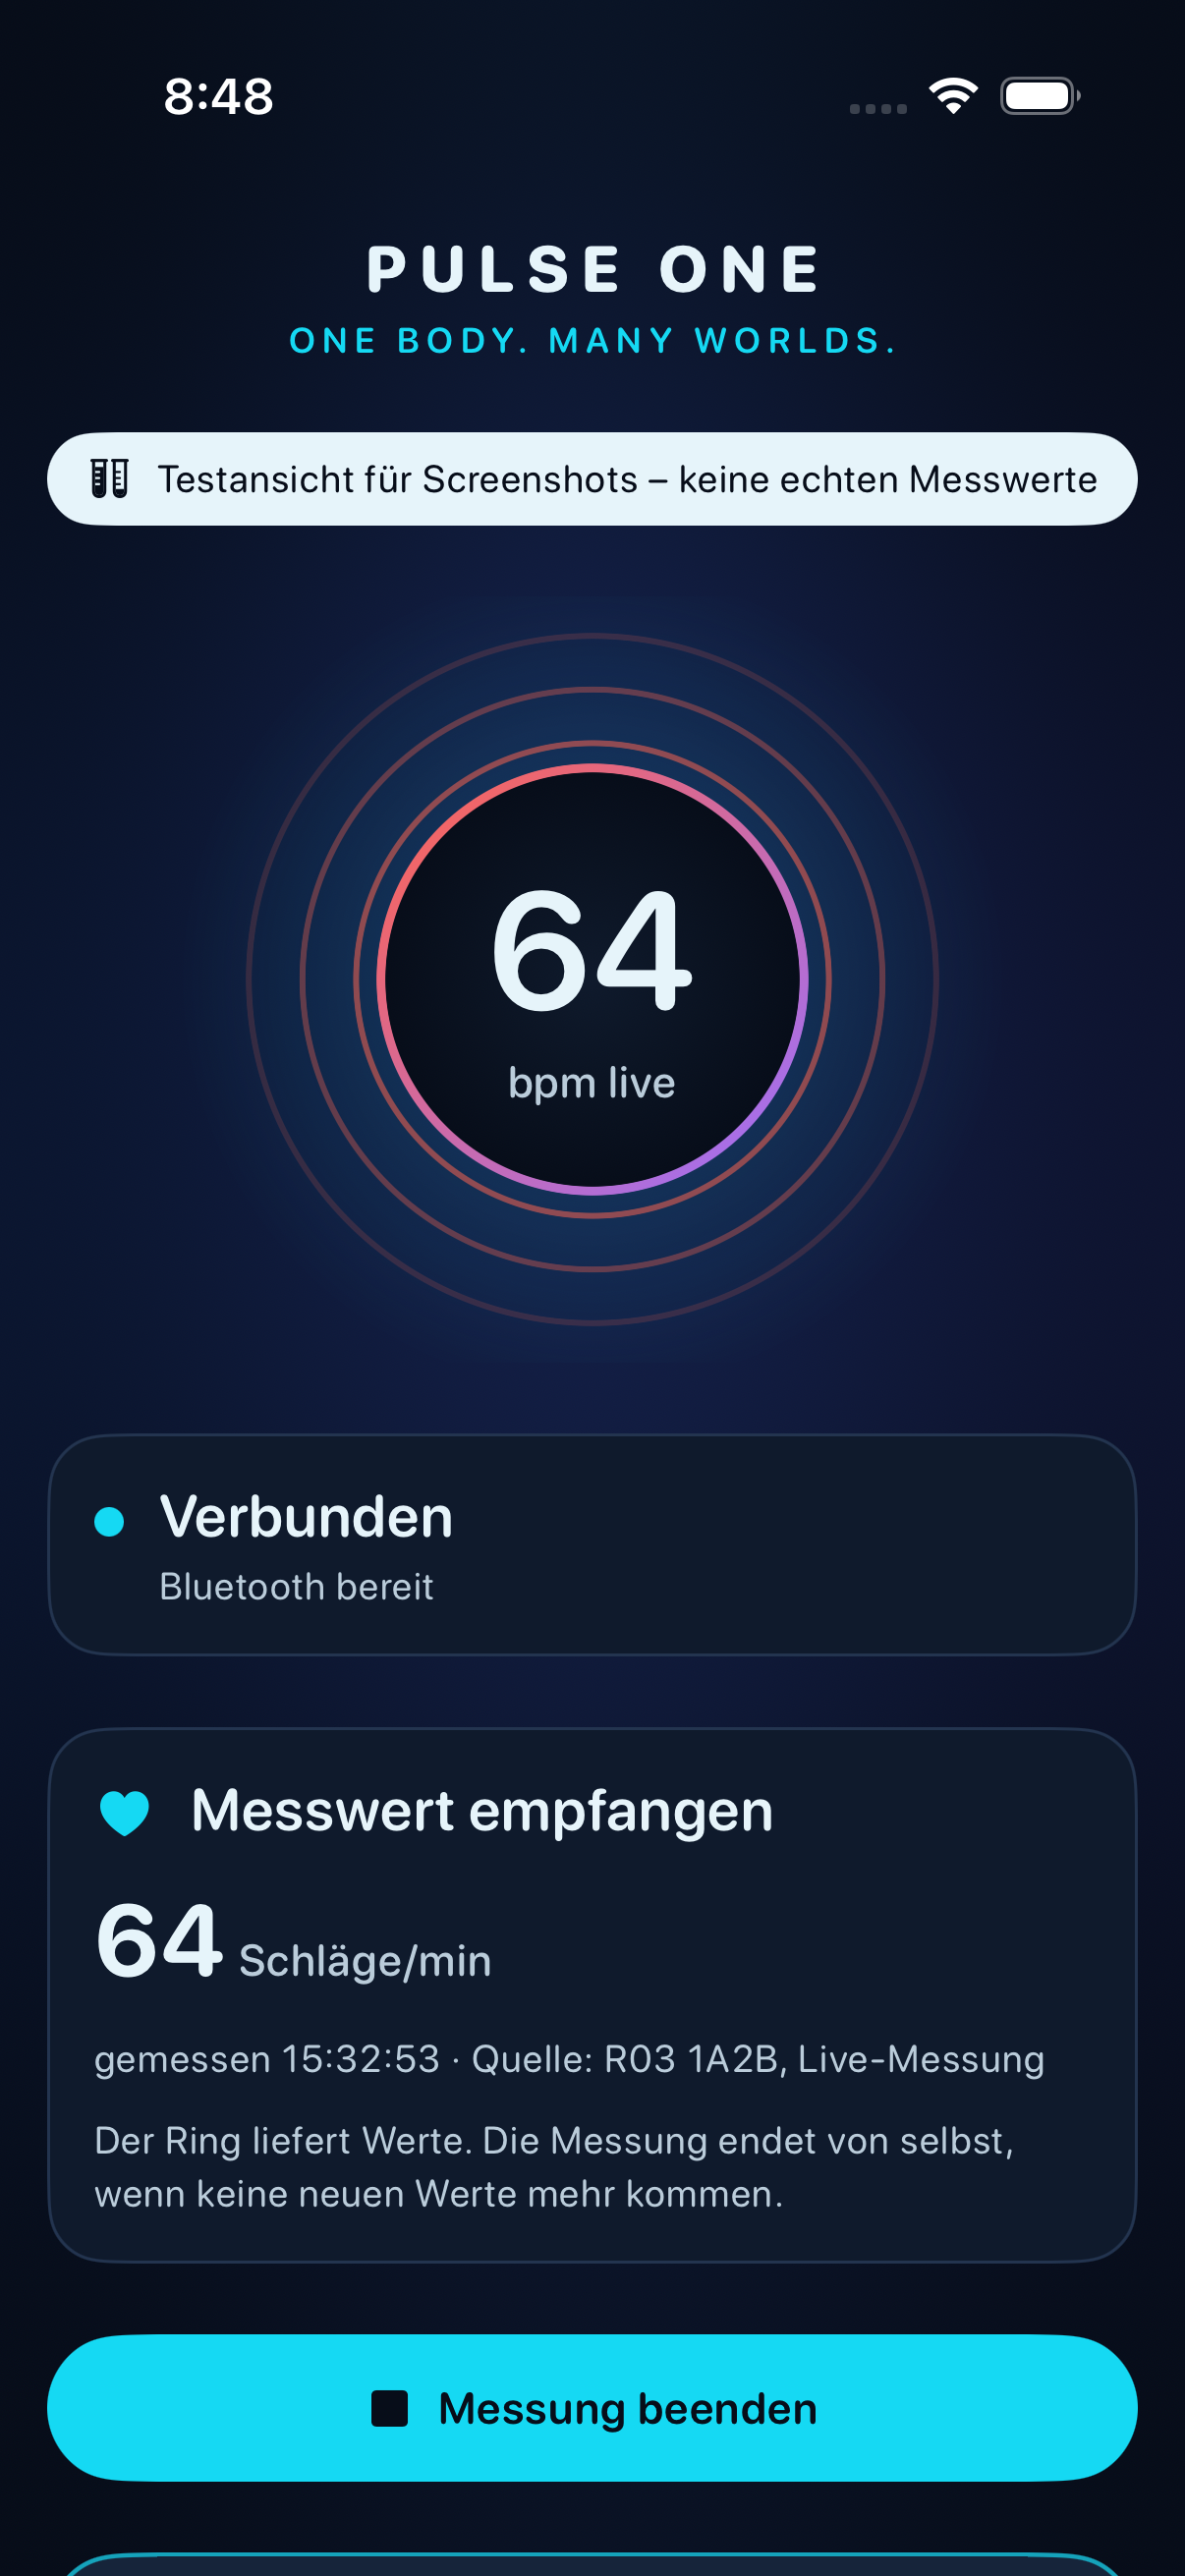 8:48
PULSE ONE
ONE BODY. MANY WORLDS.
Testansicht für Screenshots – keine echten Messwerte
64
bpm live
Verbunden
Bluetooth bereit
Messwert empfangen
64 Schläge/min
gemessen 15:32:53 · Quelle: R03 1A2B, Live-Messung
Der Ring liefert Werte. Die Messung endet von selbst,
wenn keine neuen Werte mehr kommen.
Messung beenden